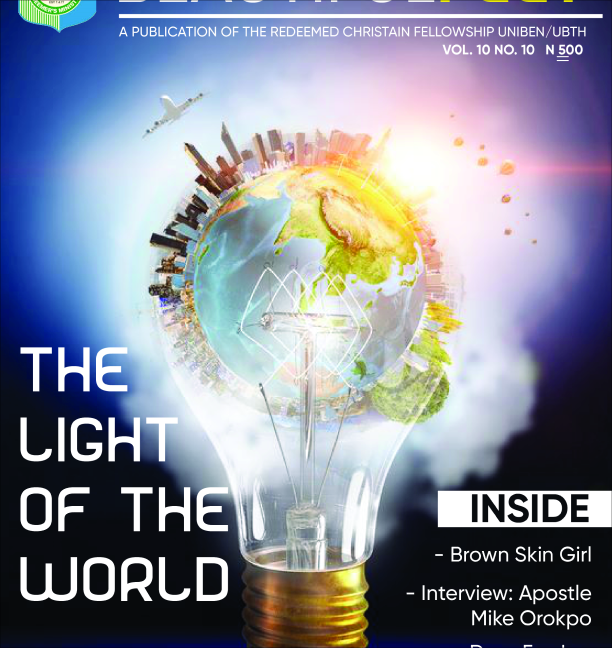 A PUBLICATION OF THE REDEEMED CHRISTAIN FELLOWSHIP UNIBEN/UBTH
VOL. 10 NO. 10 N 500
THE
LIGHT
OF THE
WORLD
INSIDE
- Brown Skin Girl
- Interview: Apostle
Mike Orokpo